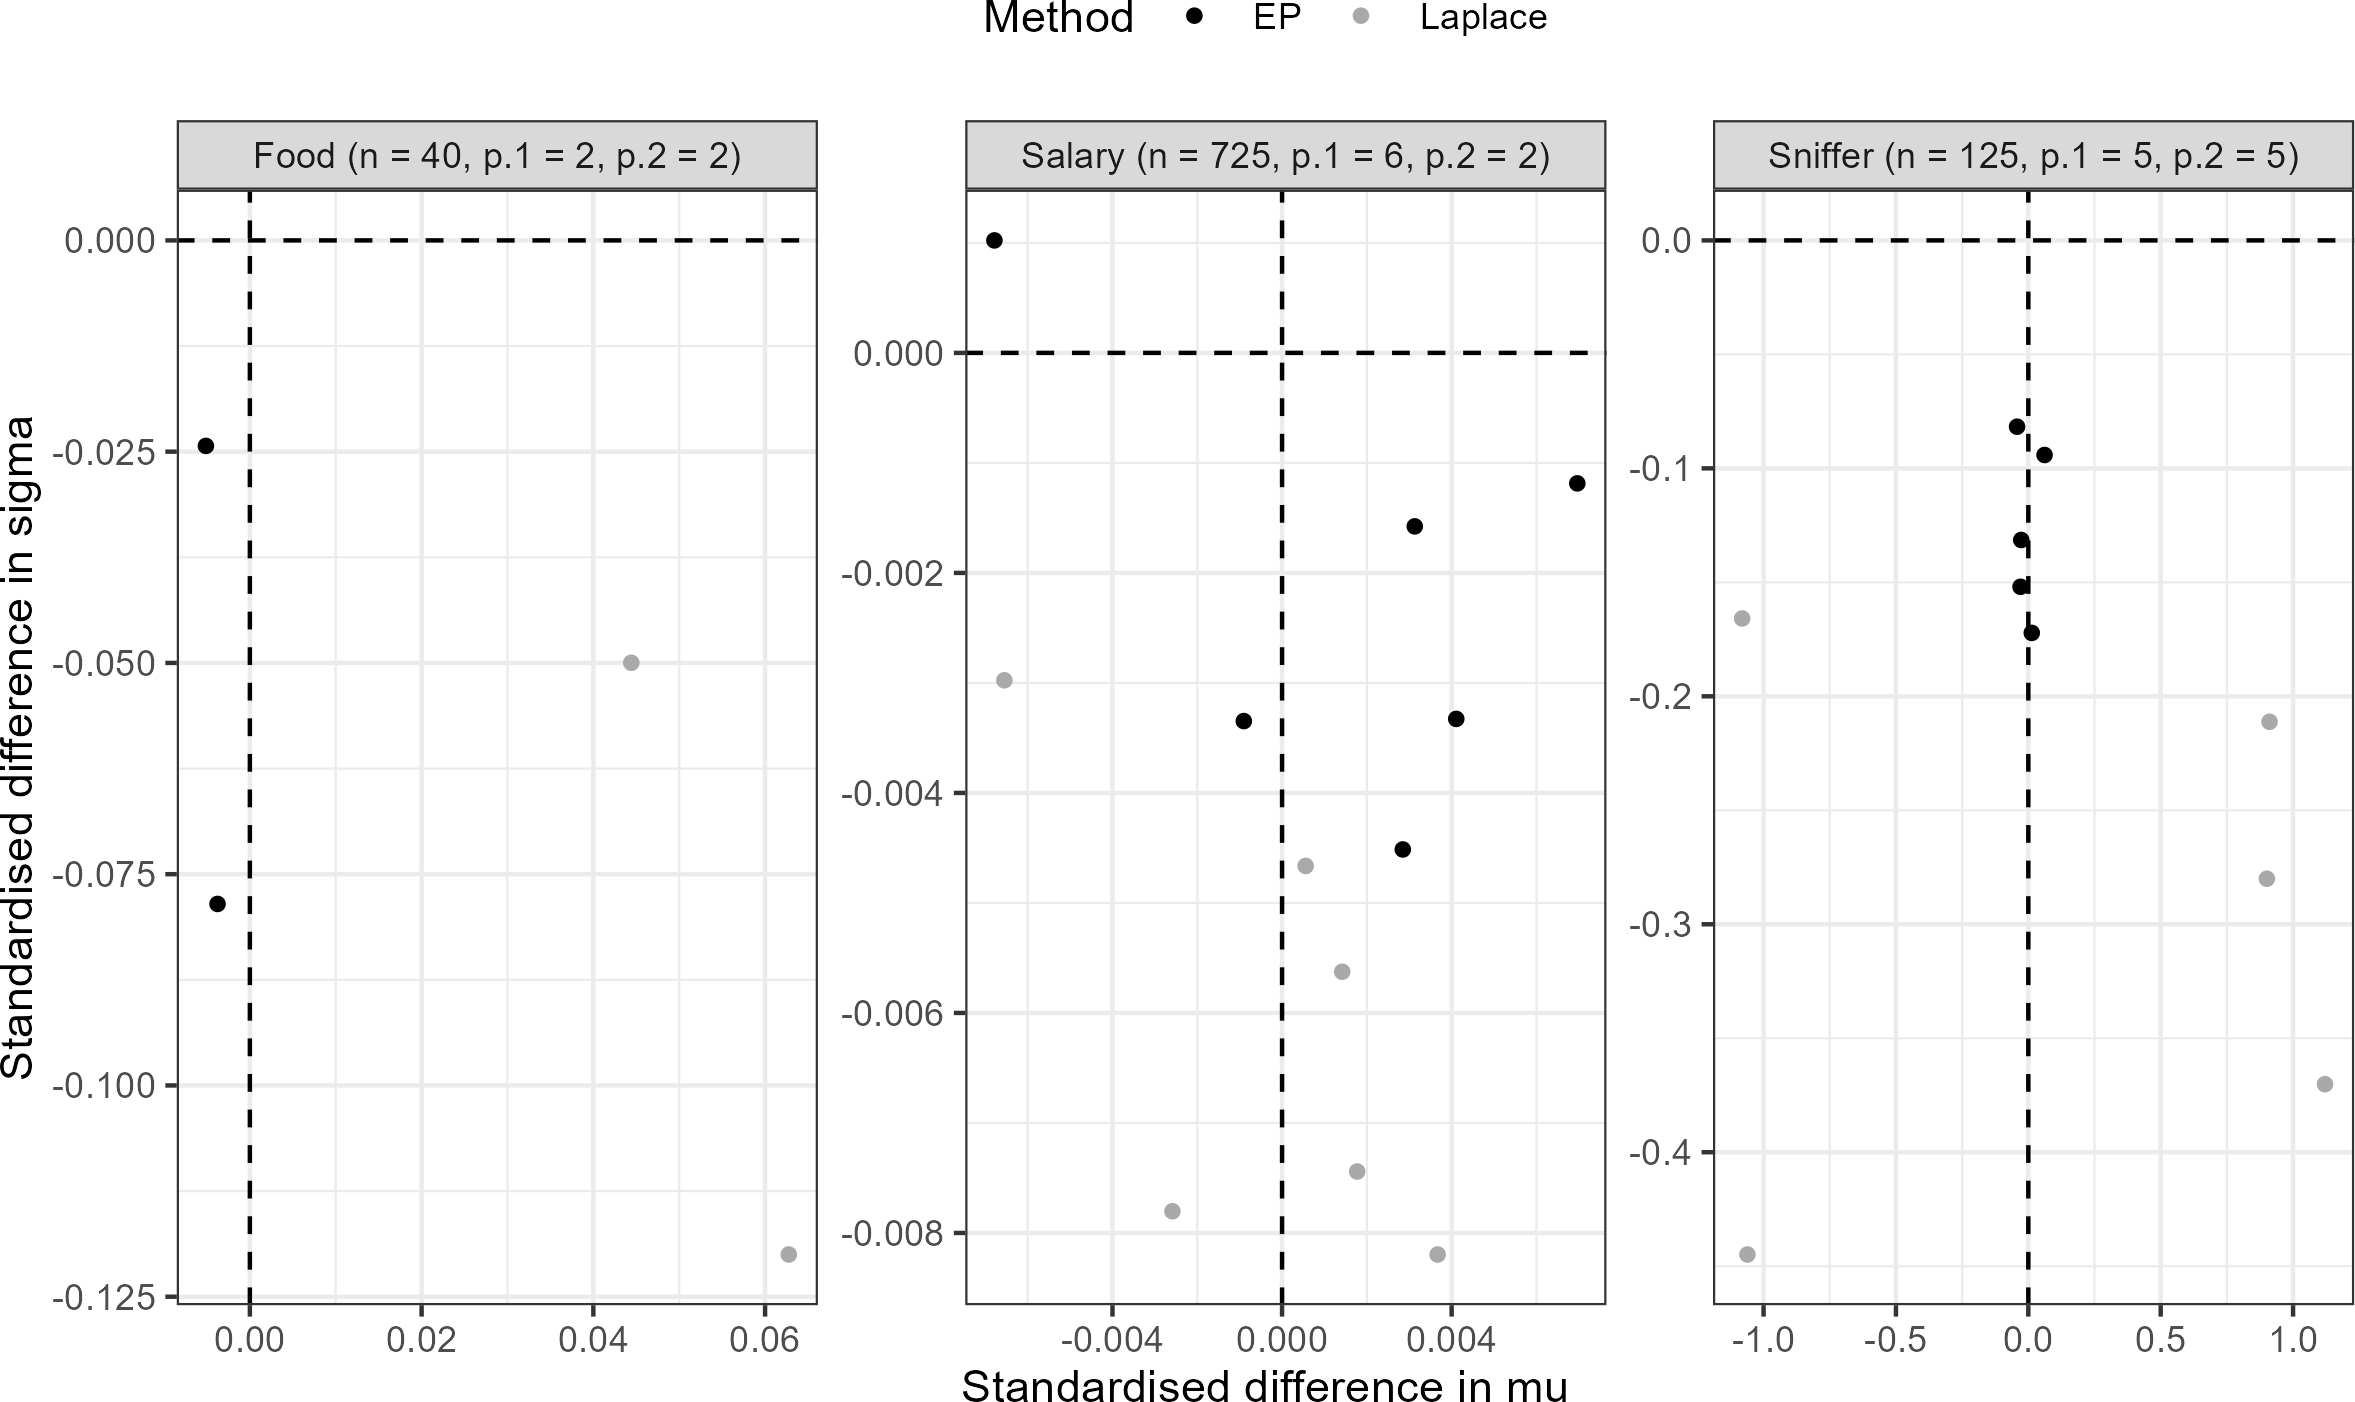 Method EP Laplace
Food (n = 40, p.1 = 2, p.2 = 2)
Salary (n = 725, p.1 = 6, p.2 = 2)
Sniffer (n = 125, p.1 = 5, p.2 = 5)
Standardised difference in sigma
0.000
-0.025
-0.050
-0.075
-0.100
-0.125
0.00 0.02 0.04 0.06
0.000
-0.002
-0.004
-0.006
-0.008
-0.004 0.000 0.004
0.0
-0.1
-0.2
-0.3
-0.4
-1.0 -0.5 0.0 0.5 1.0
Standardised difference in mu